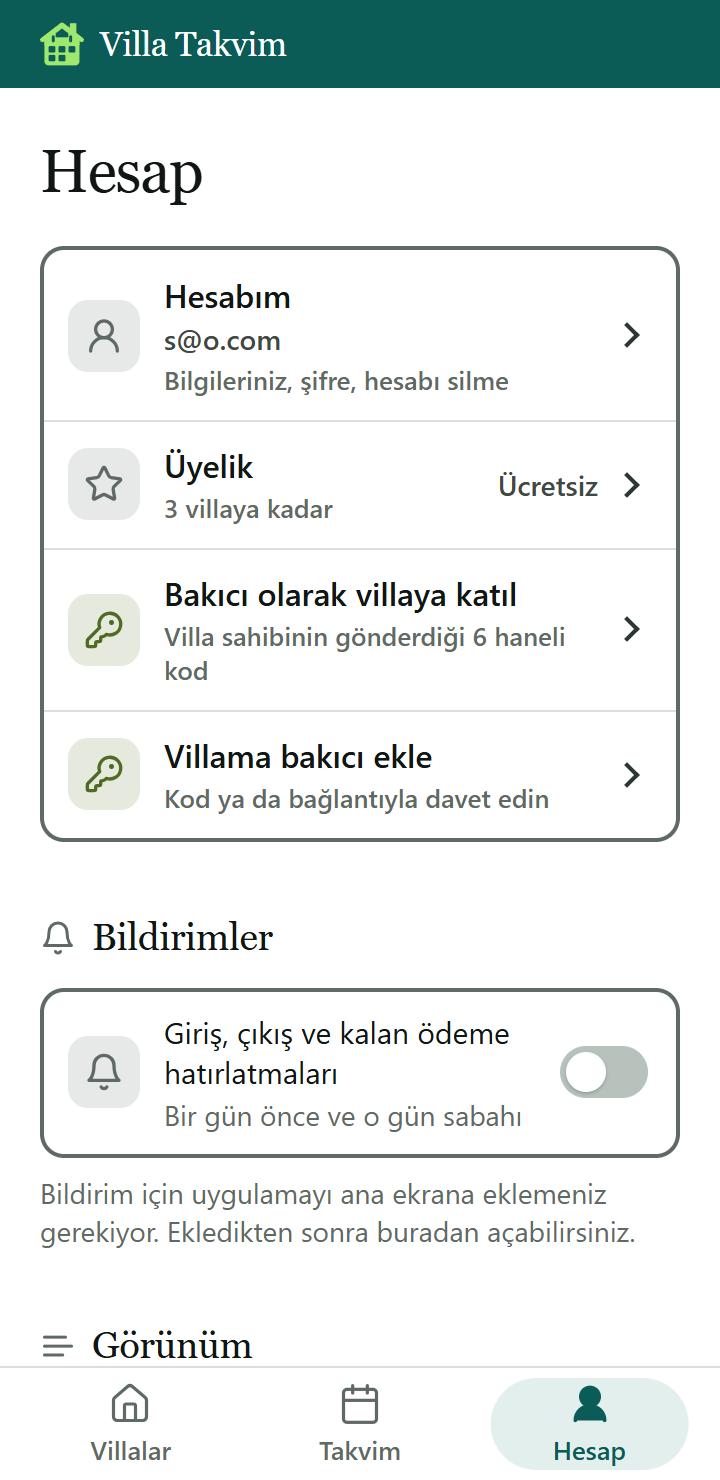 Villa Takvim
Hesap
Hesabım
s@o.com
Bilgileriniz, şifre, hesabı silme
Üyelik
3 villaya kadar
Ücretsiz
Bakıcı olarak villaya katıl
Villa sahibinin gönderdiği 6 haneli
kod
Villama bakıcı ekle
Kod ya da bağlantıyla davet edin
Bildirimler
Giriş, çıkış ve kalan ödeme
hatırlatmaları
Bir gün önce ve o gün sabahı
Bildirim için uygulamayı ana ekrana eklemeniz
gerekiyor. Ekledikten sonra buradan açabilirsiniz.
Görünüm
Villalar
Takvim
Hesap